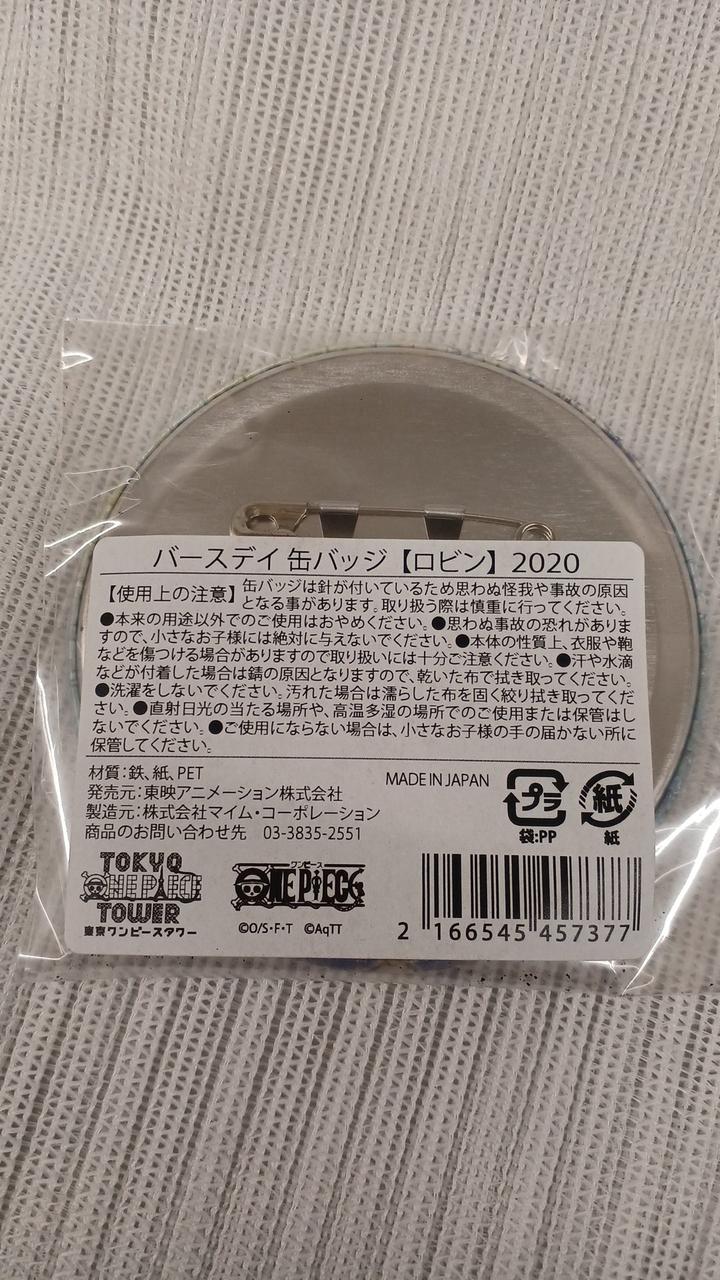 バースデイ 缶バッジ【ロビン】2020
【使用上の注意】缶バッジは針が付いているため思わぬ怪我や事故の原因
となる事があります。取り扱う際は慎重に行ってください。
●本来の用途以外でのご使用はおやめください。●思わぬ事故の恐れがありま
すので、小さなお子様には絶対に与えないでください。●本体の性質上、衣服や鞄
などを傷つける場合がありますので取り扱いには十分ご注意ください。●汗や水滴
などが付着した場合は錆の原因となりますので、乾いた布で拭き取ってください。
●洗濯をしないでください。汚れた場合は濡らした布を固く絞り拭き取ってくだ
さい。●直射日光の当たる場所や、高温多湿の場所でのご使用または保管はし
ないでください。●ご使用にならない場合は、小さなお子様の手の届かない所に
保管してください。
材質:鉄、紙、PET
発売元:東映アニメーション株式会社
製造元:株式会社マイム・コーポレーション
商品のお問い合わせ先 03-3835-2551
MADE IN JAPAN
プラ
袋:PP
紙
紙
TOKYO
ONE PIECE
TOWER
東京ワンピースタワー
ワンピース
ONE PIECE
©O/S・F・T ©AqTT
2 166545 457377